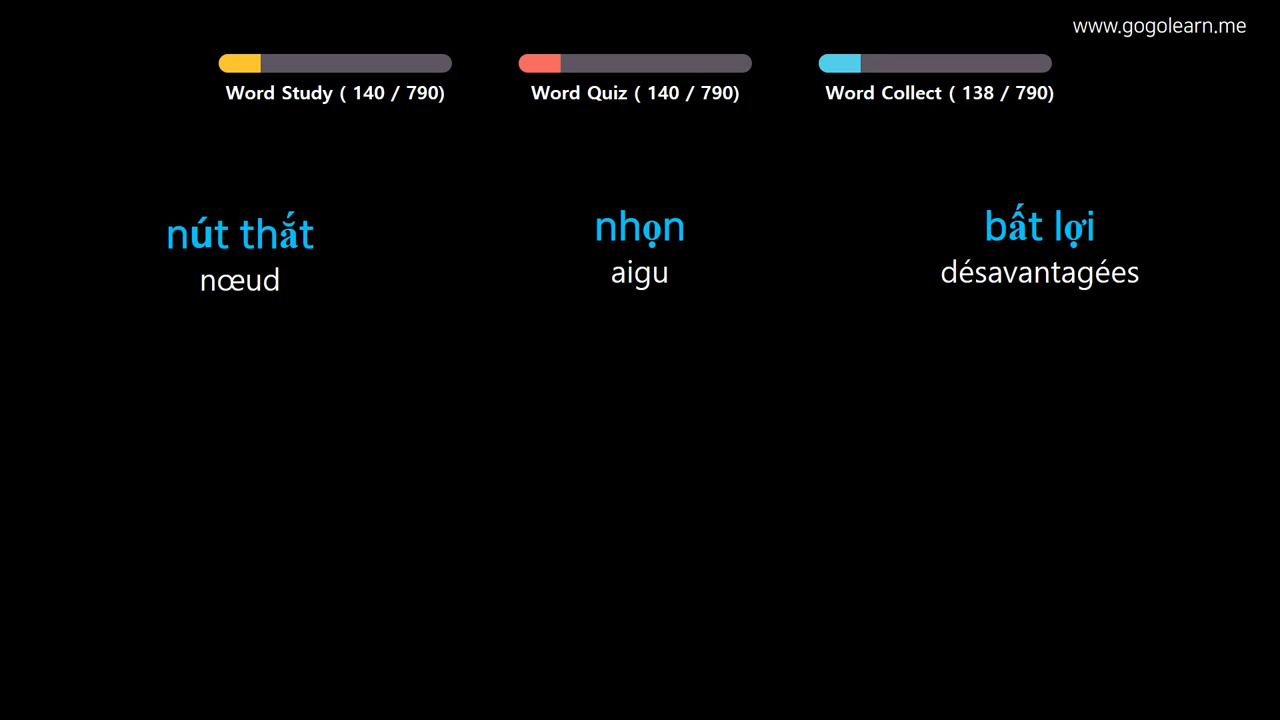 www.gogolearn.me
Word Study ( 140 / 790)
Word Quiz ( 140 / 790)
Word Collect ( 138 / 790)
nút thắt
nœud
nhọn
aigu
bất lợi
désavantagées